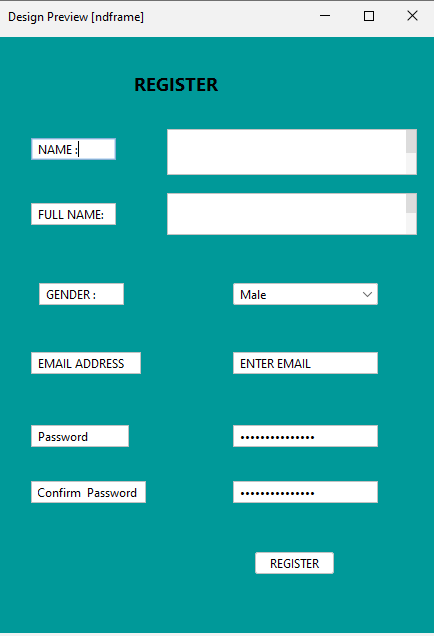 Design Preview [ndframe]
REGISTER
NAME :
FULL NAME:
GENDER : Male
EMAIL ADDRESS ENTER EMAIL
Password •••••••••••••••
Confirm Password •••••••••••••••
REGISTER